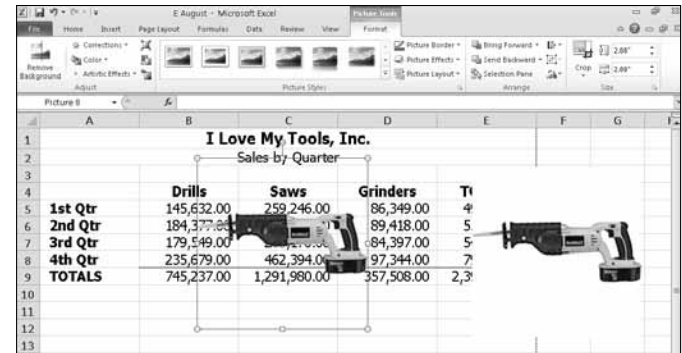 E August - Microsoft Excel
Picture Tools
File Home Insert Page Layout Formulas Data Review View Format
Remove Background
Corrections
Color
Artistic Effects
Adjust
Picture Styles
Picture Border
Picture Effects
Picture Layout
Bring Forward
Send Backward
Selection Pane
Arrange
Crop
2.68"
2.68"
Size
Picture 8 fx
A B C D E F G
1 I Love My Tools, Inc.
2 Sales by Quarter
3
4 Drills Saws Grinders
5 1st Qtr 145,632.00 259,246.00 86,349.00
6 2nd Qtr 89,418.00
7 3rd Qtr 179,549.00 84,397.00
8 4th Qtr 235,679.00 462,394.00 97,344.00
9 TOTALS 745,237.00 1,291,980.00 357,508.00
10
11
12
13